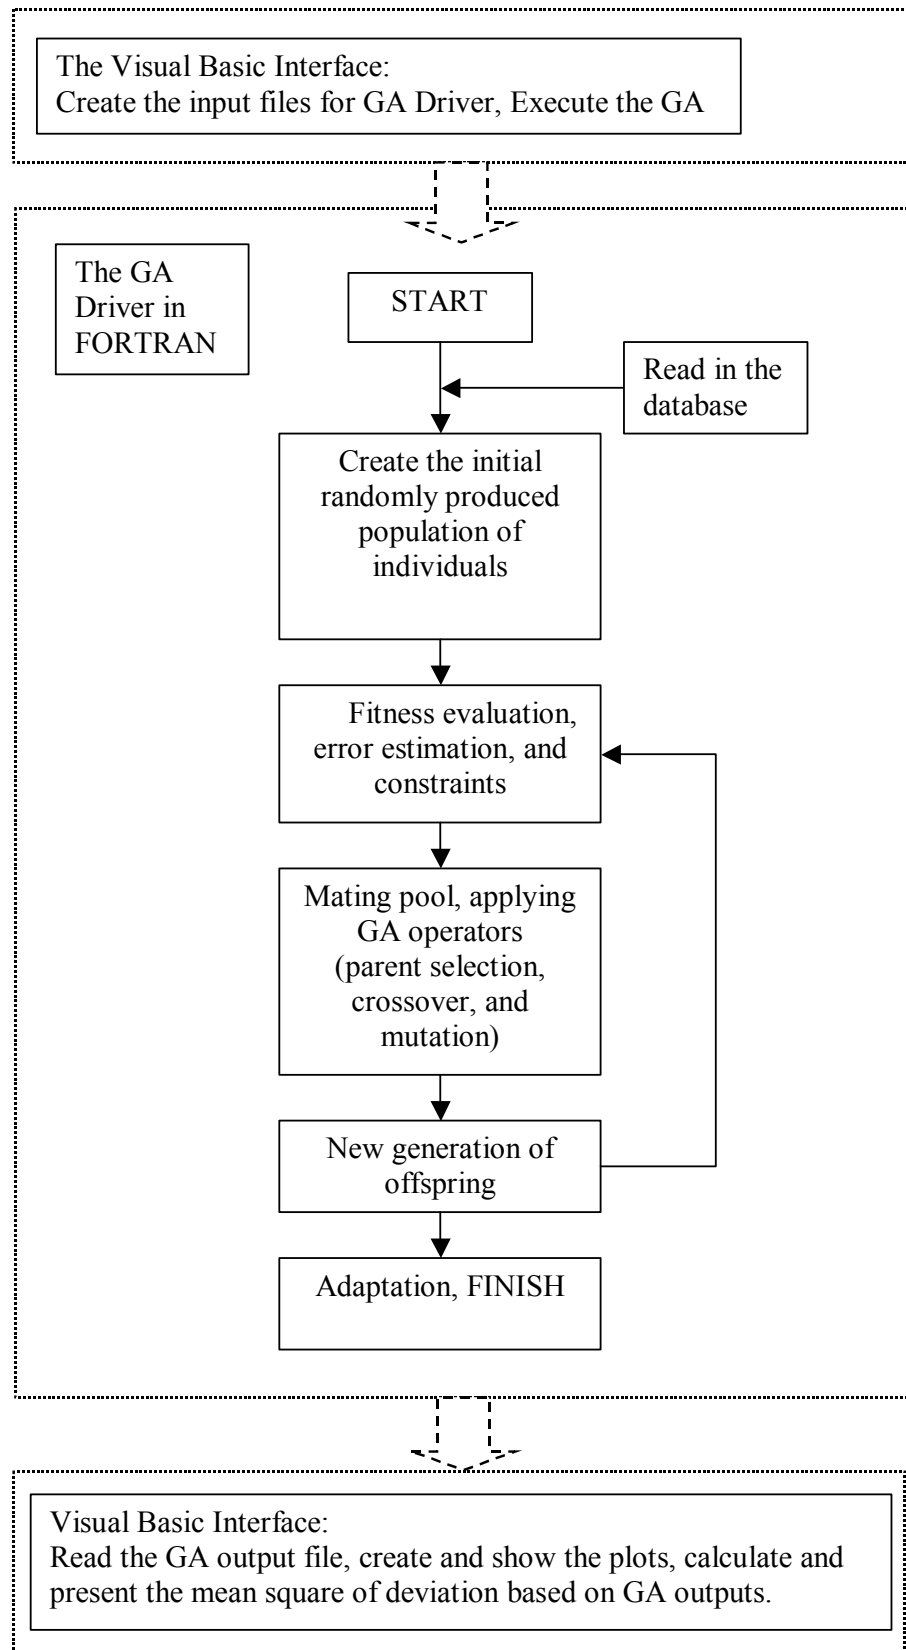 The Visual Basic Interface:
Create the input files for GA Driver, Execute the GA
The GA
Driver in
FORTRAN
START
Read in the
database
Create the initial
randomly produced
population of
individuals
Fitness evaluation,
error estimation, and
constraints
Mating pool, applying
GA operators
(parent selection,
crossover, and
mutation)
New generation of
offspring
Adaptation, FINISH
Visual Basic Interface:
Read the GA output file, create and show the plots, calculate and
present the mean square of deviation based on GA outputs.